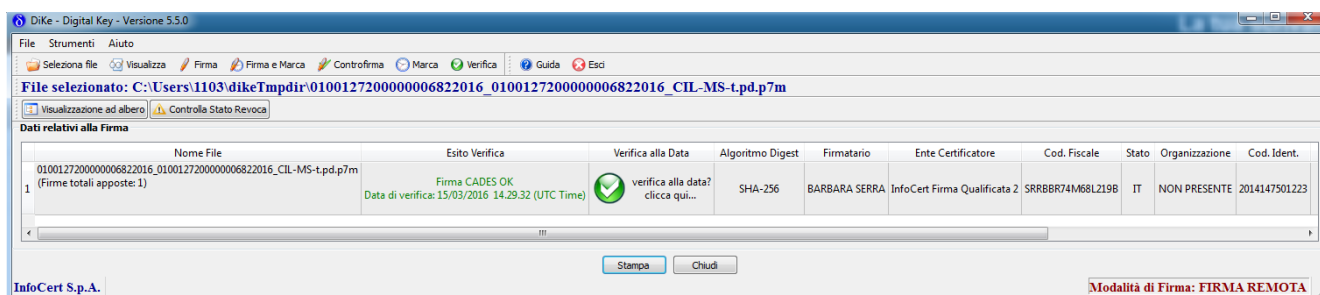 DiKe - Digital Key - Versione 5.5.0
File Strumenti Aiuto
Seleziona file Visualizza Firma Firma e Marca Controfirma Marca Verifica Guida Esci
File selezionato: C:\Users\1103\dikeTmpdir\0100127200000006822016_0100127200000006822016_CIL-MS-t.pd.p7m
Visualizzazione ad albero Controlla Stato Revoca
Dati relativi alla Firma
Nome File Esito Verifica Verifica alla Data Algoritmo Digest Firmatario Ente Certificatore Cod. Fiscale Stato Organizzazione Cod. Ident.
1 0100127200000006822016_0100127200000006822016_CIL-MS-t.pd.p7m
(Firme totali apposte: 1)
Firma CADES OK
Data di verifica: 15/03/2016 14.29.32 (UTC Time)
verifica alla data?
clicca qui...
SHA-256 BARBARA SERRA InfoCert Firma Qualificata 2 SRRBBR74M68L219B IT NON PRESENTE 2014147501223
Stampa Chiudi
InfoCert S.p.A. Modalità di Firma: FIRMA REMOTA